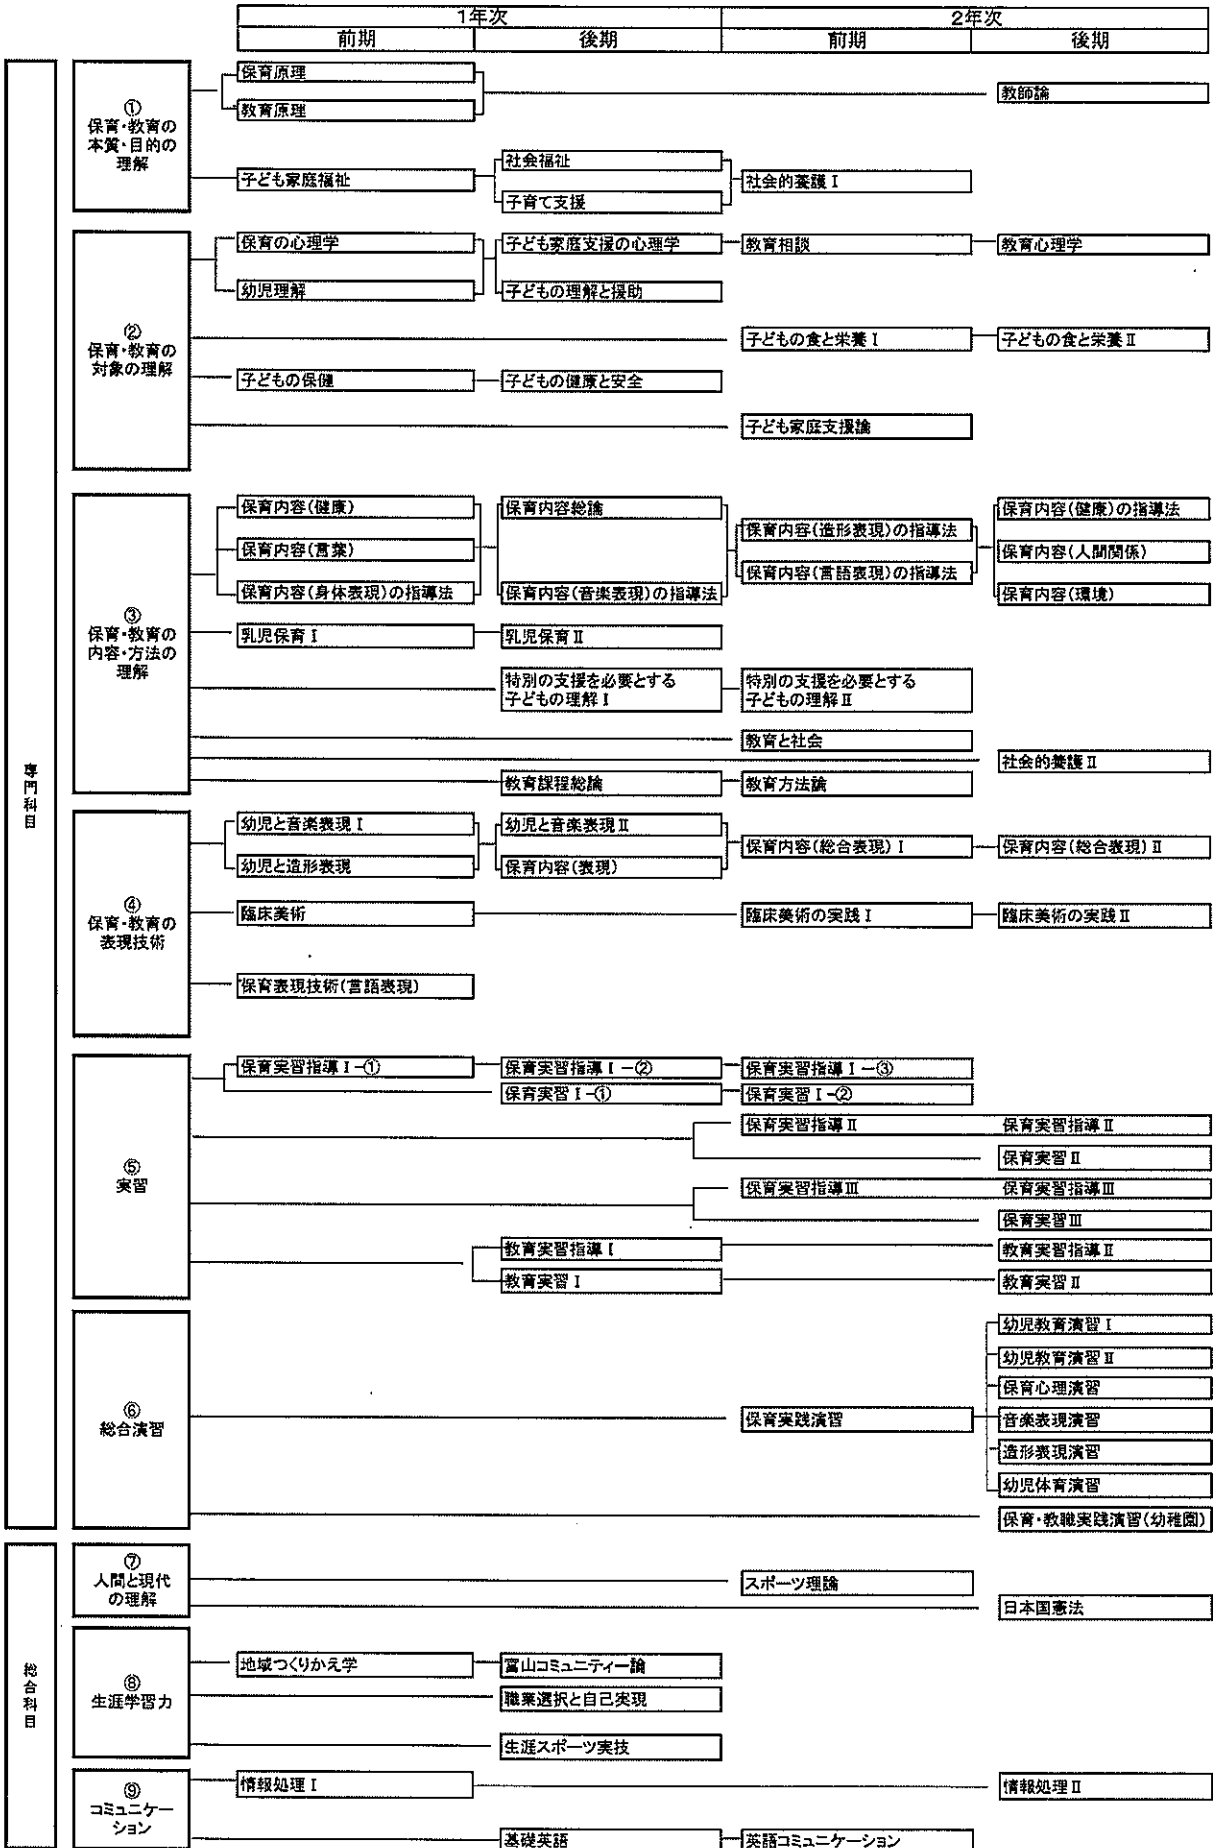 1年次 2年次
前期 後期 前期 後期
専門科目
①
保育・教育の
本質・目的の
理解
保育原理
教育原理
教師論
子ども家庭福祉
社会福祉
子育て支援
社会的養護Ⅰ
②
保育・教育の
対象の理解
保育の心理学 子ども家庭支援の心理学 教育相談 教育心理学
幼児理解 子どもの理解と援助
子どもの食と栄養Ⅰ 子どもの食と栄養Ⅱ
子どもの保健 子どもの健康と安全
子ども家庭支援論
③
保育・教育の
内容・方法の
理解
保育内容(健康) 保育内容総論 保育内容(健康)の指導法
保育内容(造形表現)の指導法
保育内容(言葉) 保育内容(人間関係)
保育内容(言語表現)の指導法
保育内容(身体表現)の指導法 保育内容(音楽表現)の指導法 保育内容(環境)
乳児保育Ⅰ 乳児保育Ⅱ
特別の支援を必要とする
子どもの理解Ⅰ
特別の支援を必要とする
子どもの理解Ⅱ
教育と社会
社会的養護Ⅱ
教育課程総論 教育方法論
④
保育・教育の
表現技術
幼児と音楽表現Ⅰ 幼児と音楽表現Ⅱ
保育内容(総合表現)Ⅰ 保育内容(総合表現)Ⅱ
幼児と造形表現 保育内容(表現)
臨床美術 臨床美術の実践Ⅰ 臨床美術の実践Ⅱ
保育表現技術(言語表現)
⑤
実習
保育実習指導Ⅰ-① 保育実習指導Ⅰ-② 保育実習指導Ⅰ-③
保育実習Ⅰ-① 保育実習Ⅰ-②
保育実習指導Ⅱ 保育実習指導Ⅱ
保育実習Ⅱ
保育実習指導Ⅲ 保育実習指導Ⅲ
保育実習Ⅲ
教育実習指導Ⅰ 教育実習指導Ⅱ
教育実習Ⅰ 教育実習Ⅱ
⑥
総合演習
幼児教育演習Ⅰ
幼児教育演習Ⅱ
保育心理演習
保育実践演習 音楽表現演習
造形表現演習
幼児体育演習
保育・教職実践演習(幼稚園)
総合科目
⑦
人間と現代
の理解
スポーツ理論
日本国憲法
⑧
生涯学習力
地域つくりかえ学 富山コミュニティー論
職業選択と自己実現
生涯スポーツ実技
⑨
コミュニケー
ション
情報処理Ⅰ 情報処理Ⅱ
基礎英語 英語コミュニケーション